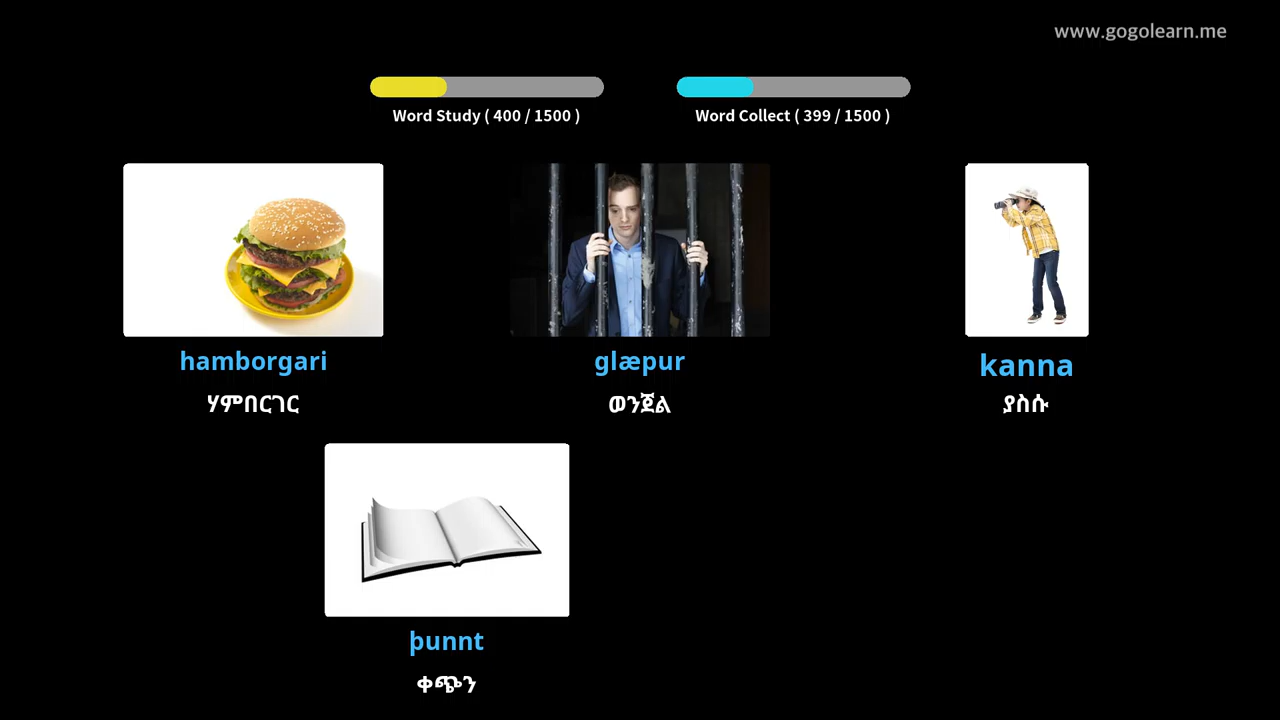 www.gogolearn.me
Word Study ( 400 / 1500 )
Word Collect ( 399 / 1500 )
hamborgari
glæpur
kanna
ሃምበርገር
ወንጀል
ያስሱ
þunnt
ቀጭን